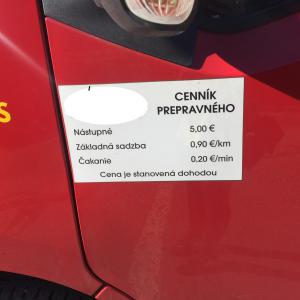 S
CENNÍK
PREPRAVNÉHO
Nástupné 5,00 €
Základná sadzba 0,90 €/km
Čakanie 0,20 €/min
Cena je stanovená dohodou